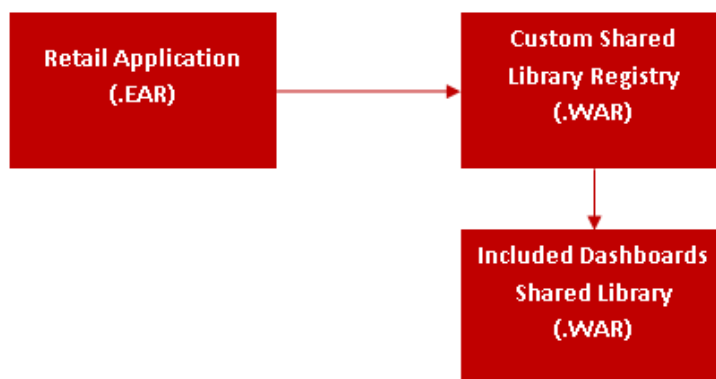 Retail Application
(.EAR)
Custom Shared
Library Registry
(.WAR)
Included Dashboards
Shared Library
(.WAR)